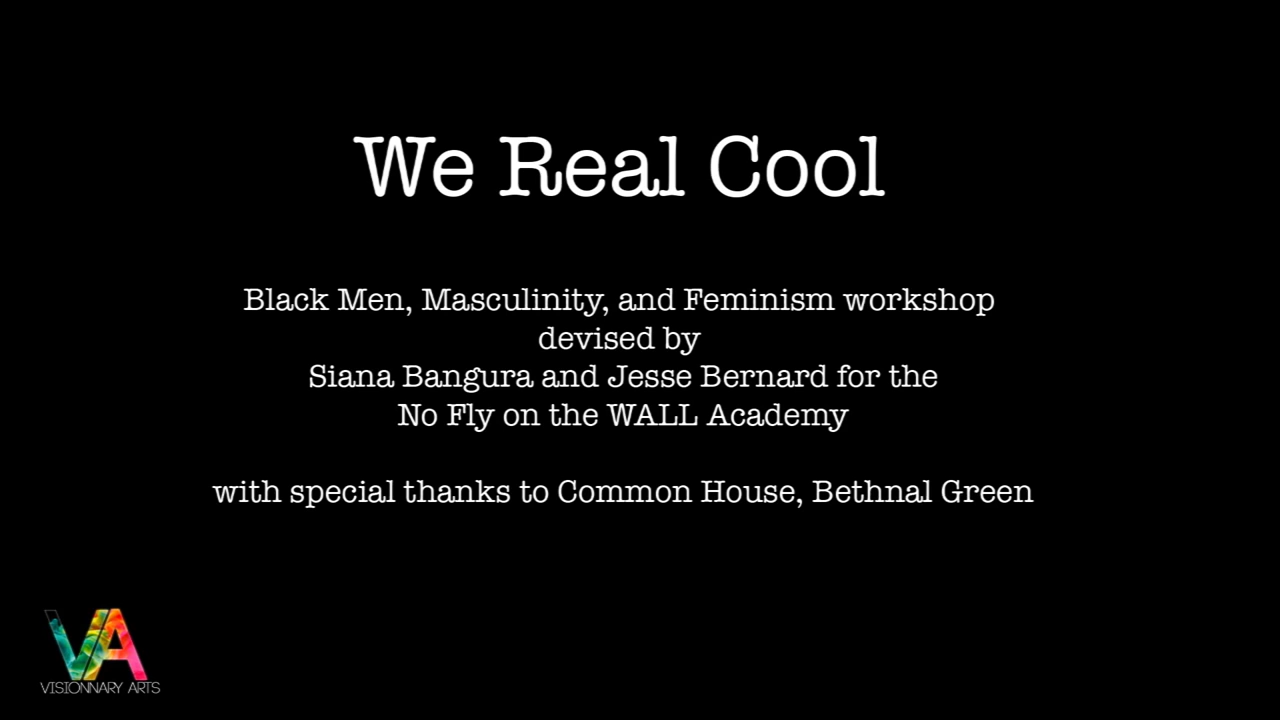 We Real Cool
Black Men, Masculinity, and Feminism workshop
devised by
Siana Bangura and Jesse Bernard for the
No Fly on the WALL Academy
with special thanks to Common House, Bethnal Green
VA
VISIONNARY ARTS